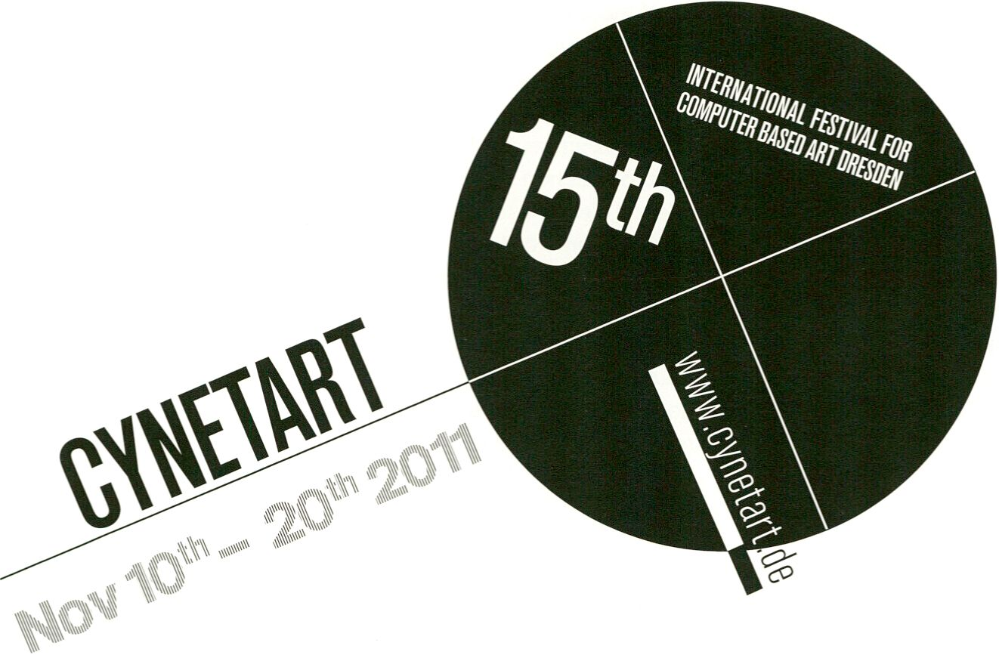 15th
INTERNATIONAL FESTIVAL FOR
COMPUTER BASED ART DRESDEN
CYNETART
Nov 10th – 20th 2011
www.cynetart.de